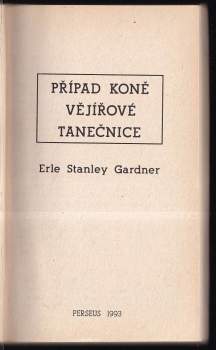 PŘÍPAD KONĚ
VĚJÍŘOVÉ
TANEČNICE
Erle Stanley Gardner
PERSEUS 1993